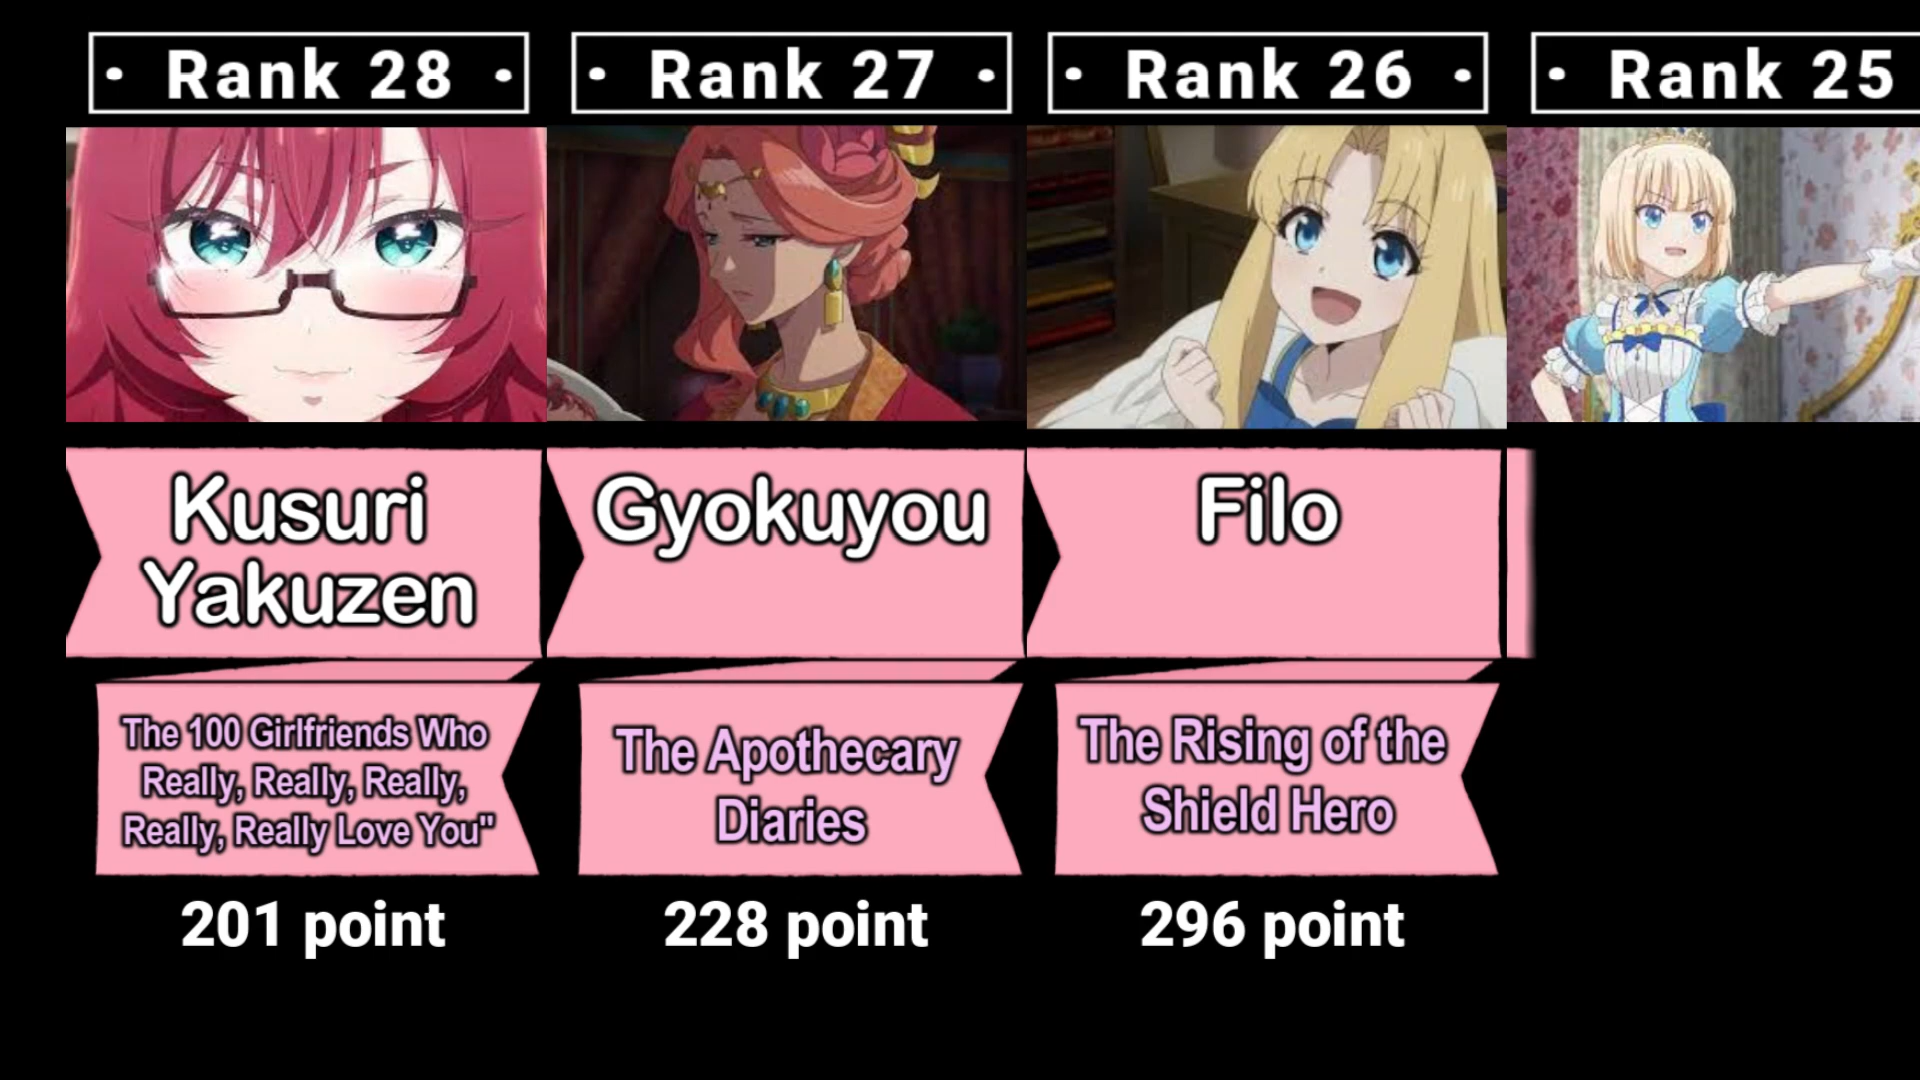 • Rank 28 •
• Rank 27 •
• Rank 26 •
• Rank 25
Kusuri
Yakuzen
Gyokuyou
Filo
The 100 Girlfriends Who
Really, Really, Really,
Really, Really Love You"
The Apothecary
Diaries
The Rising of the
Shield Hero
201 point
228 point
296 point